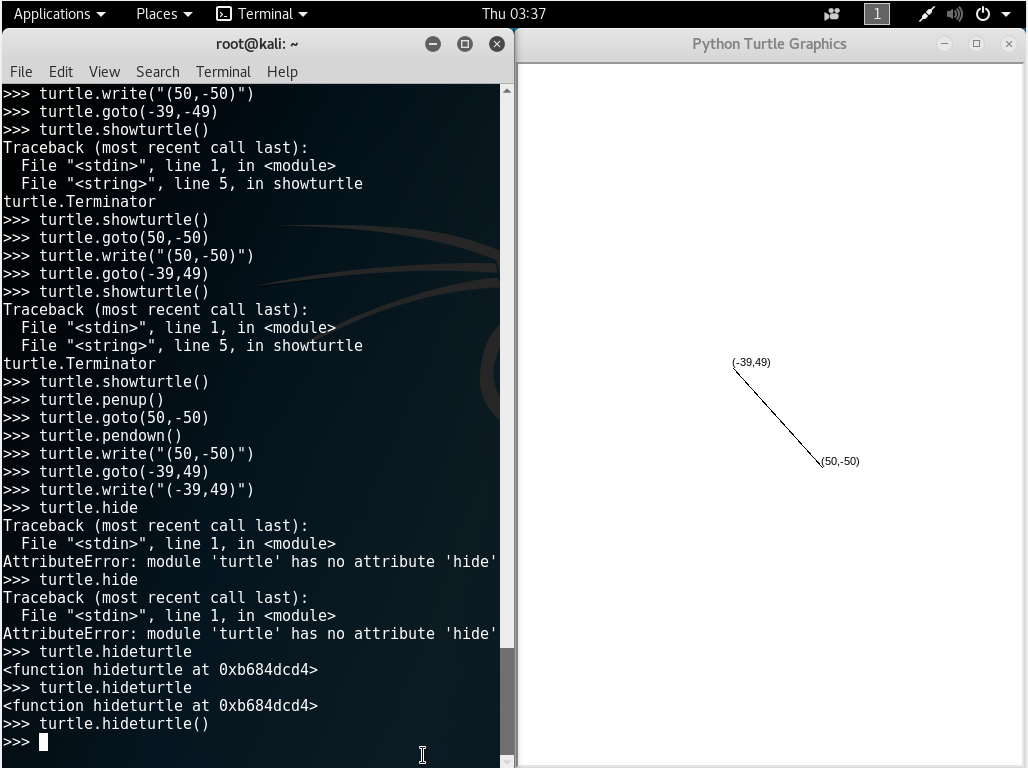 Applications Places Terminal Thu 03:37 1
root@kali: ~
File Edit View Search Terminal Help
>>> turtle.write("(50,-50)")
>>> turtle.goto(-39,-49)
>>> turtle.showturtle()
Traceback (most recent call last):
  File "<stdin>", line 1, in <module>
  File "<string>", line 5, in showturtle
turtle.Terminator
>>> turtle.showturtle()
>>> turtle.goto(50,-50)
>>> turtle.write("(50,-50)")
>>> turtle.goto(-39,49)
>>> turtle.showturtle()
Traceback (most recent call last):
  File "<stdin>", line 1, in <module>
  File "<string>", line 5, in showturtle
turtle.Terminator
>>> turtle.showturtle()
>>> turtle.penup()
>>> turtle.goto(50,-50)
>>> turtle.pendown()
>>> turtle.write("(50,-50)")
>>> turtle.goto(-39,49)
>>> turtle.write("(-39,49)")
>>> turtle.hide
Traceback (most recent call last):
  File "<stdin>", line 1, in <module>
AttributeError: module 'turtle' has no attribute 'hide'
>>> turtle.hide
Traceback (most recent call last):
  File "<stdin>", line 1, in <module>
AttributeError: module 'turtle' has no attribute 'hide'
>>> turtle.hideturtle
<function hideturtle at 0xb684dcd4>
>>> turtle.hideturtle
<function hideturtle at 0xb684dcd4>
>>> turtle.hideturtle()
>>>
Python Turtle Graphics
(-39,49)
(50,-50)